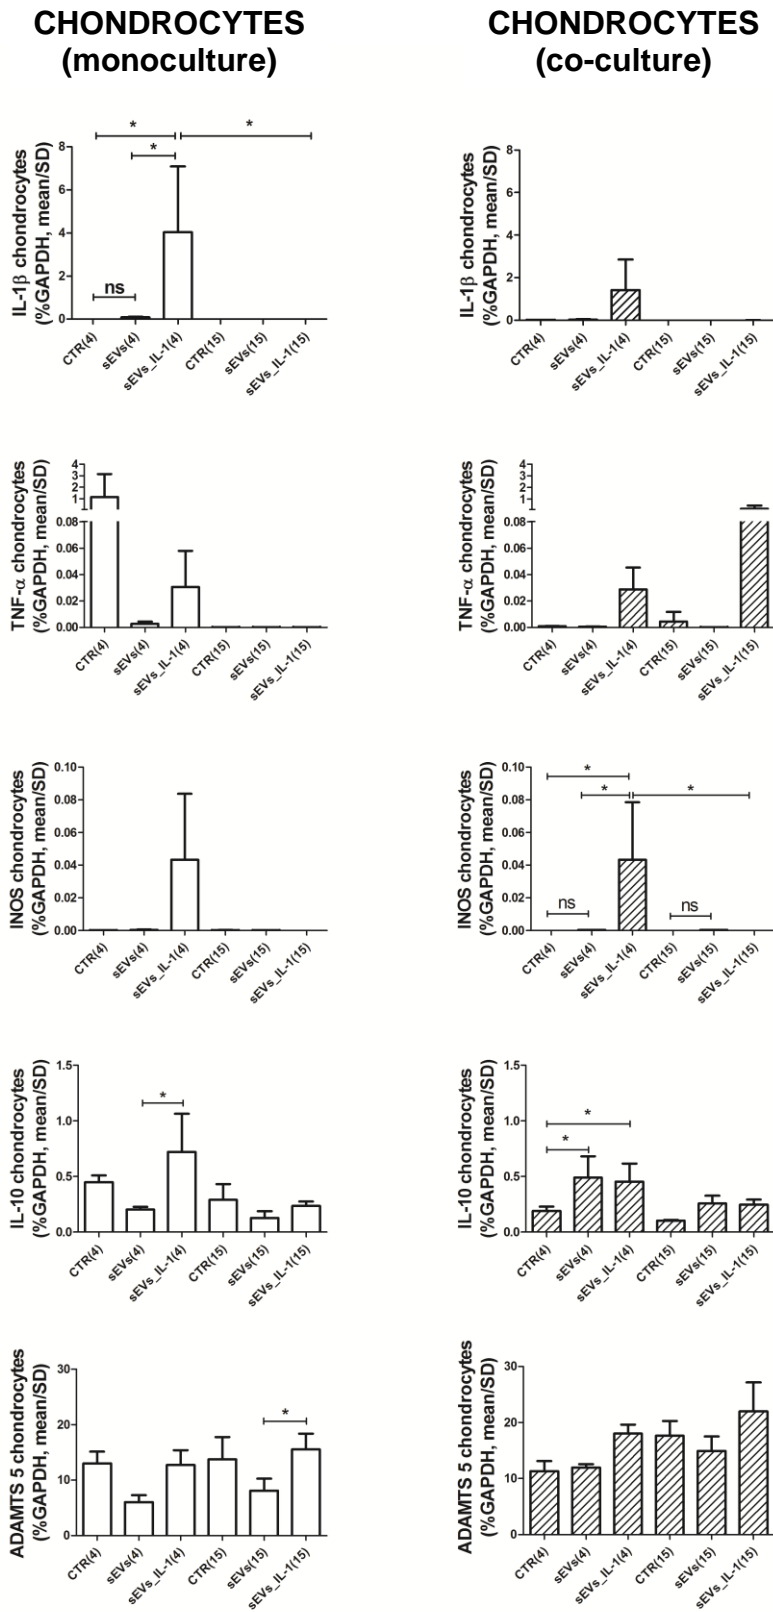 CHONDROCYTES
(monoculture)
CHONDROCYTES
(co-culture)
IL-1β chondrocytes
(%GAPDH, mean/SD)
8
6
4
2
0
*
*
*
ns
CTR(4)
sEVs(4)
sEVs_IL-1(4)
CTR(15)
sEVs(15)
sEVs_IL-1(15)
IL-1β chondrocytes
(%GAPDH, mean/SD)
8
6
4
2
0
CTR(4)
sEVs(4)
sEVs_IL-1(4)
CTR(15)
sEVs(15)
sEVs_IL-1(15)
TNF-α chondrocytes
(%GAPDH, mean/SD)
4
3
2
1
0.08
0.06
0.04
0.02
0.00
CTR(4)
sEVs(4)
sEVs_IL-1(4)
CTR(15)
sEVs(15)
sEVs_IL-1(15)
TNF-α chondrocytes
(%GAPDH, mean/SD)
4
3
2
1
0.08
0.06
0.04
0.02
0.00
CTR(4)
sEVs(4)
sEVs_IL-1(4)
CTR(15)
sEVs(15)
sEVs_IL-1(15)
INOS chondrocytes
(%GAPDH, mean/SD)
0.10
0.08
0.06
0.04
0.02
0.00
CTR(4)
sEVs(4)
sEVs_IL-1(4)
CTR(15)
sEVs(15)
sEVs_IL-1(15)
INOS chondrocytes
(%GAPDH, mean/SD)
0.10
0.08
0.06
0.04
0.02
0.00
*
*
*
ns
ns
CTR(4)
sEVs(4)
sEVs_IL-1(4)
CTR(15)
sEVs(15)
sEVs_IL-1(15)
IL-10 chondrocytes
(%GAPDH, mean/SD)
1.5
1.0
0.5
0.0
*
CTR(4)
sEVs(4)
sEVs_IL-1(4)
CTR(15)
sEVs(15)
sEVs_IL-1(15)
IL-10 chondrocytes
(%GAPDH, mean/SD)
1.5
1.0
0.5
0.0
*
*
CTR(4)
sEVs(4)
sEVs_IL-1(4)
CTR(15)
sEVs(15)
sEVs_IL-1(15)
ADAMTS 5 chondrocytes
(%GAPDH, mean/SD)
30
20
10
0
*
CTR(4)
sEVs(4)
sEVs_IL-1(4)
CTR(15)
sEVs(15)
sEVs_IL-1(15)
ADAMTS 5 chondrocytes
(%GAPDH, mean/SD)
30
20
10
0
CTR(4)
sEVs(4)
sEVs_IL-1(4)
CTR(15)
sEVs(15)
sEVs_IL-1(15)